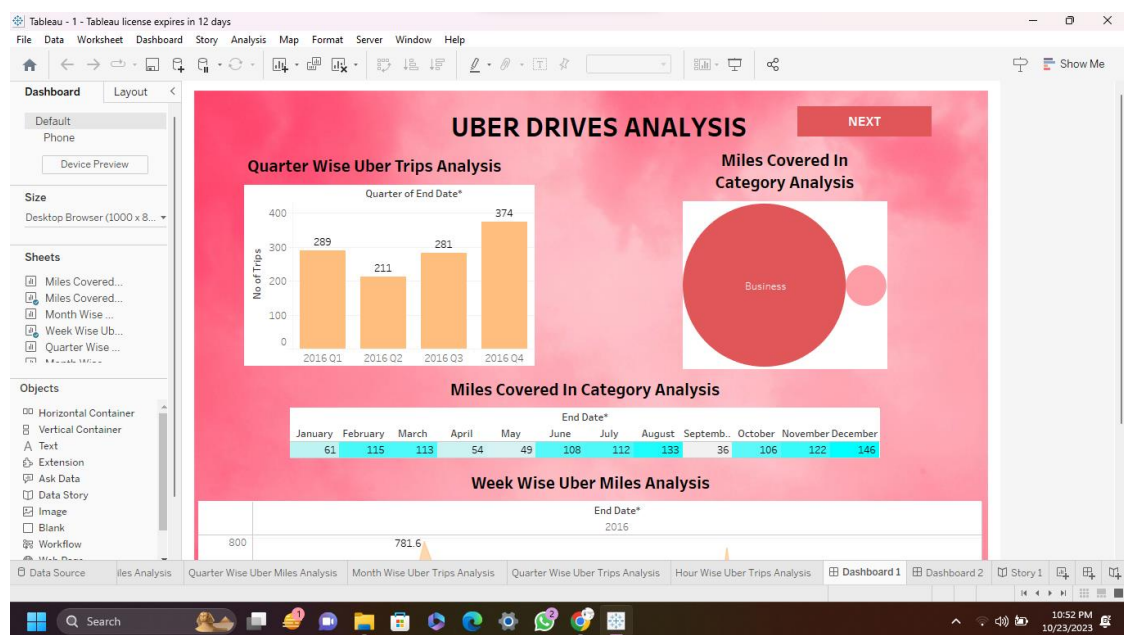 Tableau - 1 - Tableau license expires in 12 days
File Data Worksheet Dashboard Story Analysis Map Format Server Window Help
Show Me
Dashboard Layout
Default
Phone
Device Preview
Size
Desktop Browser (1000 x 8...
Sheets
Miles Covered...
Miles Covered...
Month Wise ...
Week Wise Ub...
Quarter Wise ...
Objects
Horizontal Container
Vertical Container
Text
Extension
Ask Data
Data Story
Image
Blank
Workflow
UBER DRIVES ANALYSIS
NEXT
Quarter Wise Uber Trips Analysis
Quarter of End Date*
No of Trips
400
300
200
100
0
289
211
281
374
2016 Q1 2016 Q2 2016 Q3 2016 Q4
Miles Covered In
Category Analysis
Business
Miles Covered In Category Analysis
End Date*
January February March April May June July August Septemb.. October November December
61 115 113 54 49 108 112 133 36 106 122 146
Week Wise Uber Miles Analysis
End Date*
2016
800
781.6
Data Source iles Analysis Quarter Wise Uber Miles Analysis Month Wise Uber Trips Analysis Quarter Wise Uber Trips Analysis Hour Wise Uber Trips Analysis Dashboard 1 Dashboard 2 Story 1
Search
1
2
10:52 PM
10/23/2023